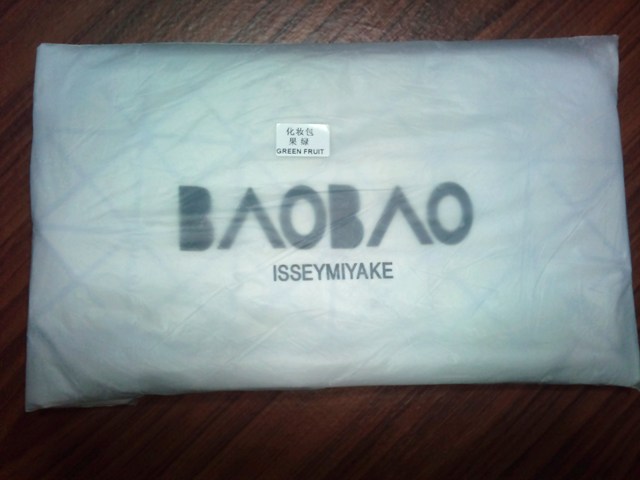 化妆包
果绿
GREEN FRUIT
BAOBAO
ISSEYMIYAKE